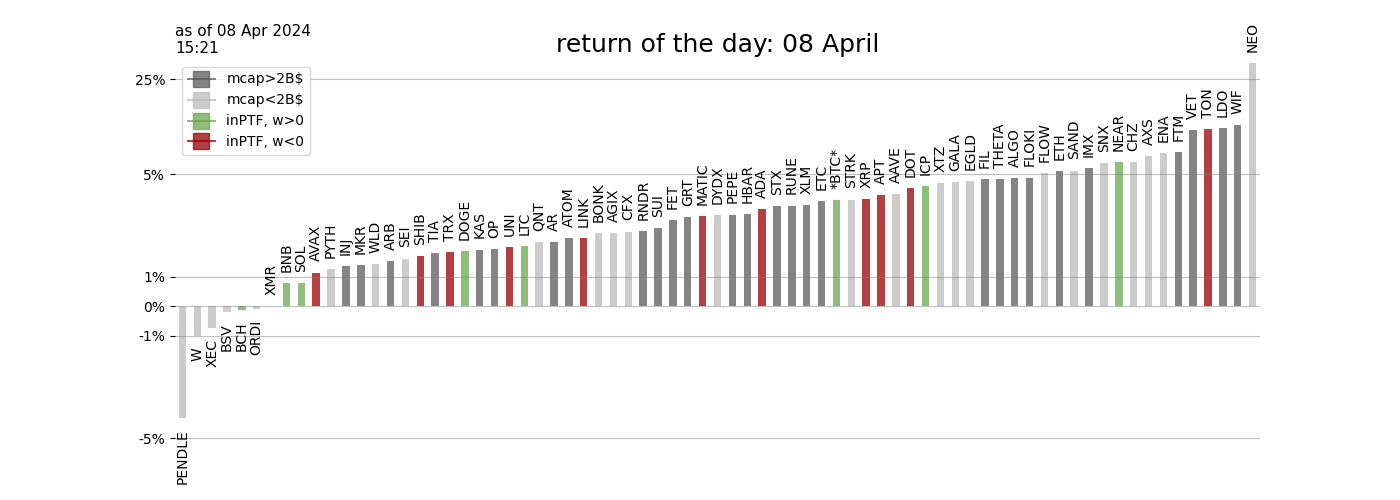 as of 08 Apr 2024
15:21
return of the day: 08 April
mcap>2B$
mcap<2B$
inPTF, w>0
inPTF, w<0
25%
5%
1%
0%
-1%
-5%
PENDLE
W
XEC
BSV
BCH
ORDI
XMR
BNB
SOL
AVAX
PYTH
INJ
MKR
WLD
ARB
SEI
SHIB
TIA
TRX
DOGE
KAS
OP
UNI
LTC
QNT
AR
ATOM
LINK
BONK
AGIX
CFX
RNDR
SUI
FET
GRT
MATIC
DYDX
PEPE
HBAR
ADA
STX
RUNE
XLM
ETC
*BTC*
STRK
XRP
APT
AAVE
DOT
ICP
XTZ
GALA
EGLD
FIL
THETA
ALGO
FLOKI
FLOW
ETH
SAND
IMX
SNX
NEAR
CHZ
AXS
ENA
FTM
VET
TON
LDO
WIF
NEO